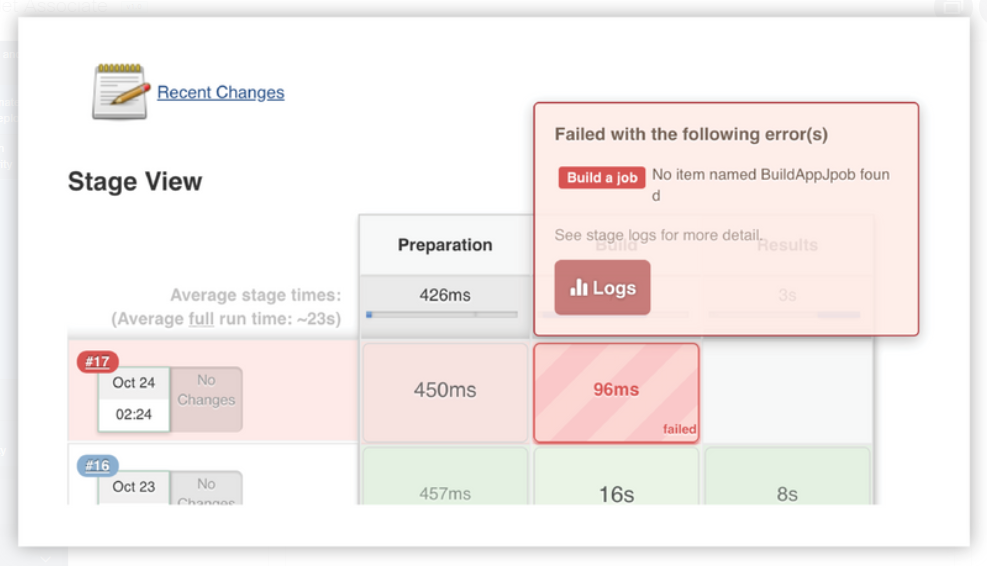 Recent Changes
Failed with the following error(s)
Build a job No item named BuildAppJpob foun
d
See stage logs for more detail.
Logs
Stage View
Preparation Build Results
Average stage times:
(Average full run time: ~23s)
426ms
3s
#17
Oct 24
02:24
No
Changes
450ms
96ms
failed
#16
Oct 23
No
Changes
457ms
16s
8s